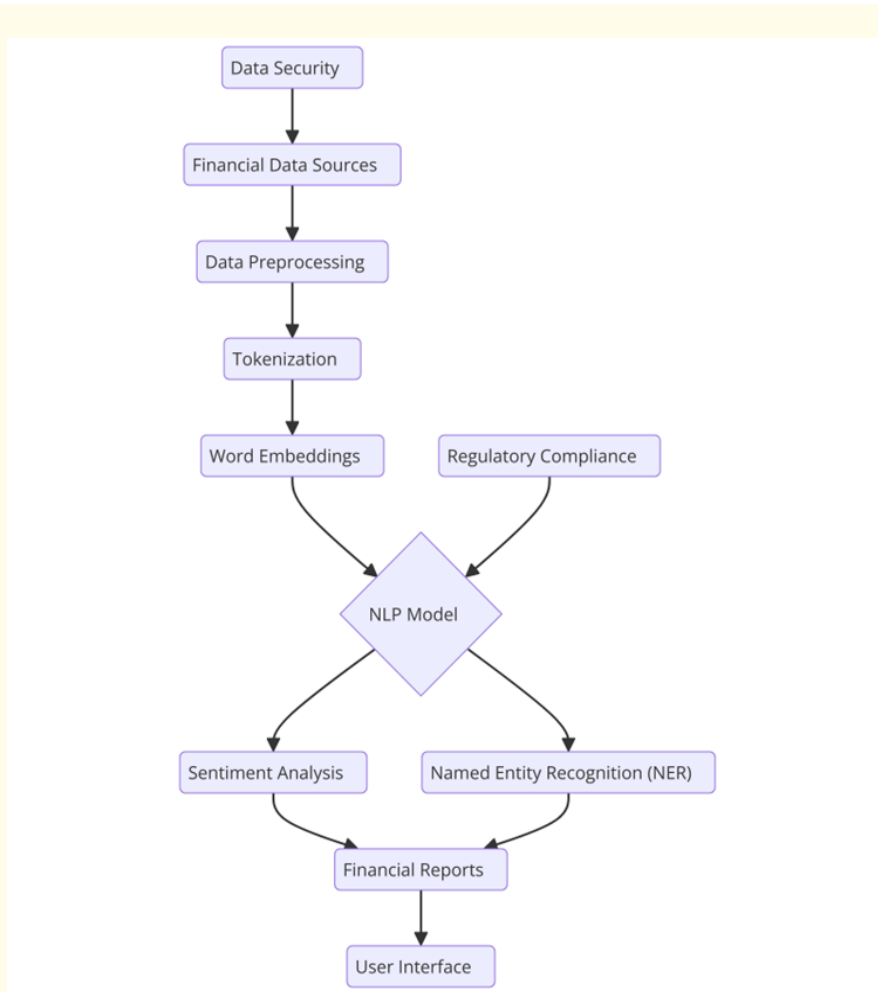 Data Security
Financial Data Sources
Data Preprocessing
Tokenization
Word Embeddings
Regulatory Compliance
NLP Model
Sentiment Analysis
Named Entity Recognition (NER)
Financial Reports
User Interface